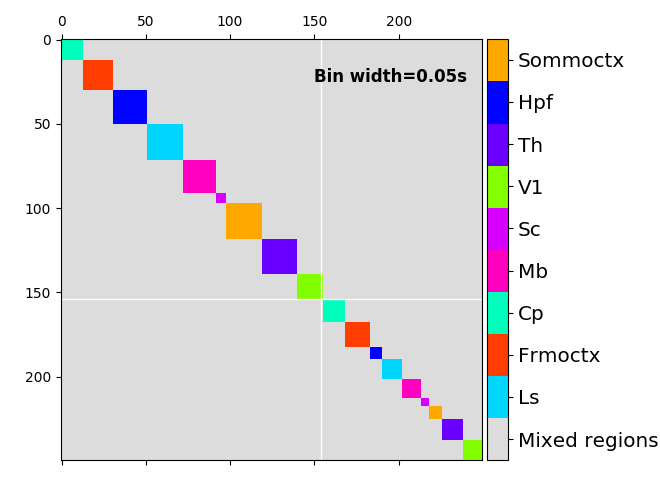 0 50 100 150 200
0
50
100
150
200
Bin width=0.05s
Sommoctx
Hpf
Th
V1
Sc
Mb
Cp
Frmoctx
Ls
Mixed regions